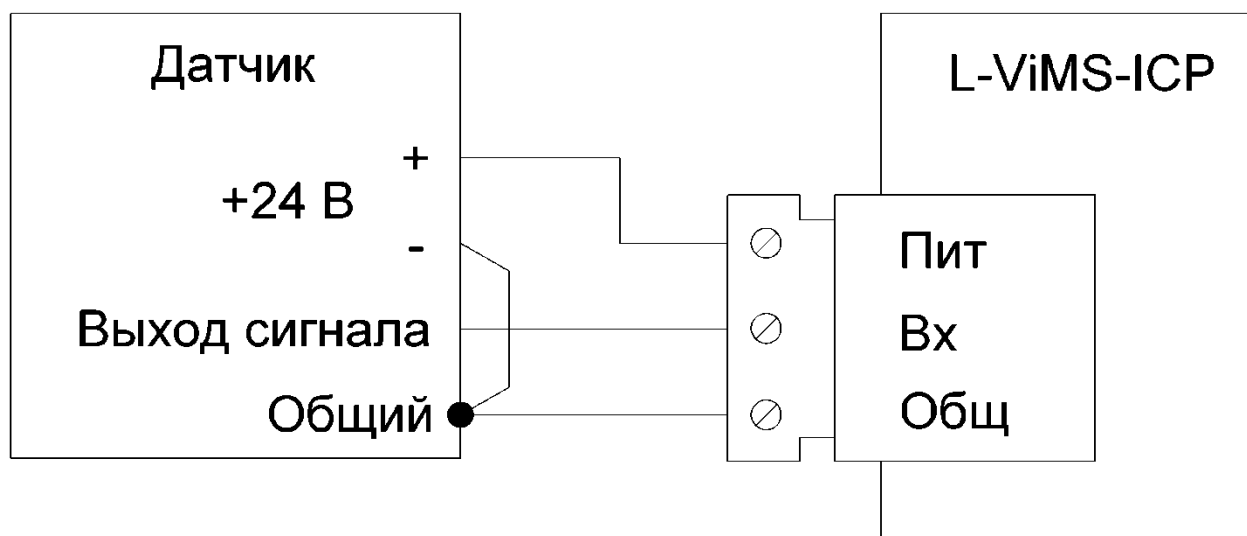 Датчик
L-ViMS-ICP
+
+24 В
-
Пит
Выход сигнала
Вх
Общий
Общ